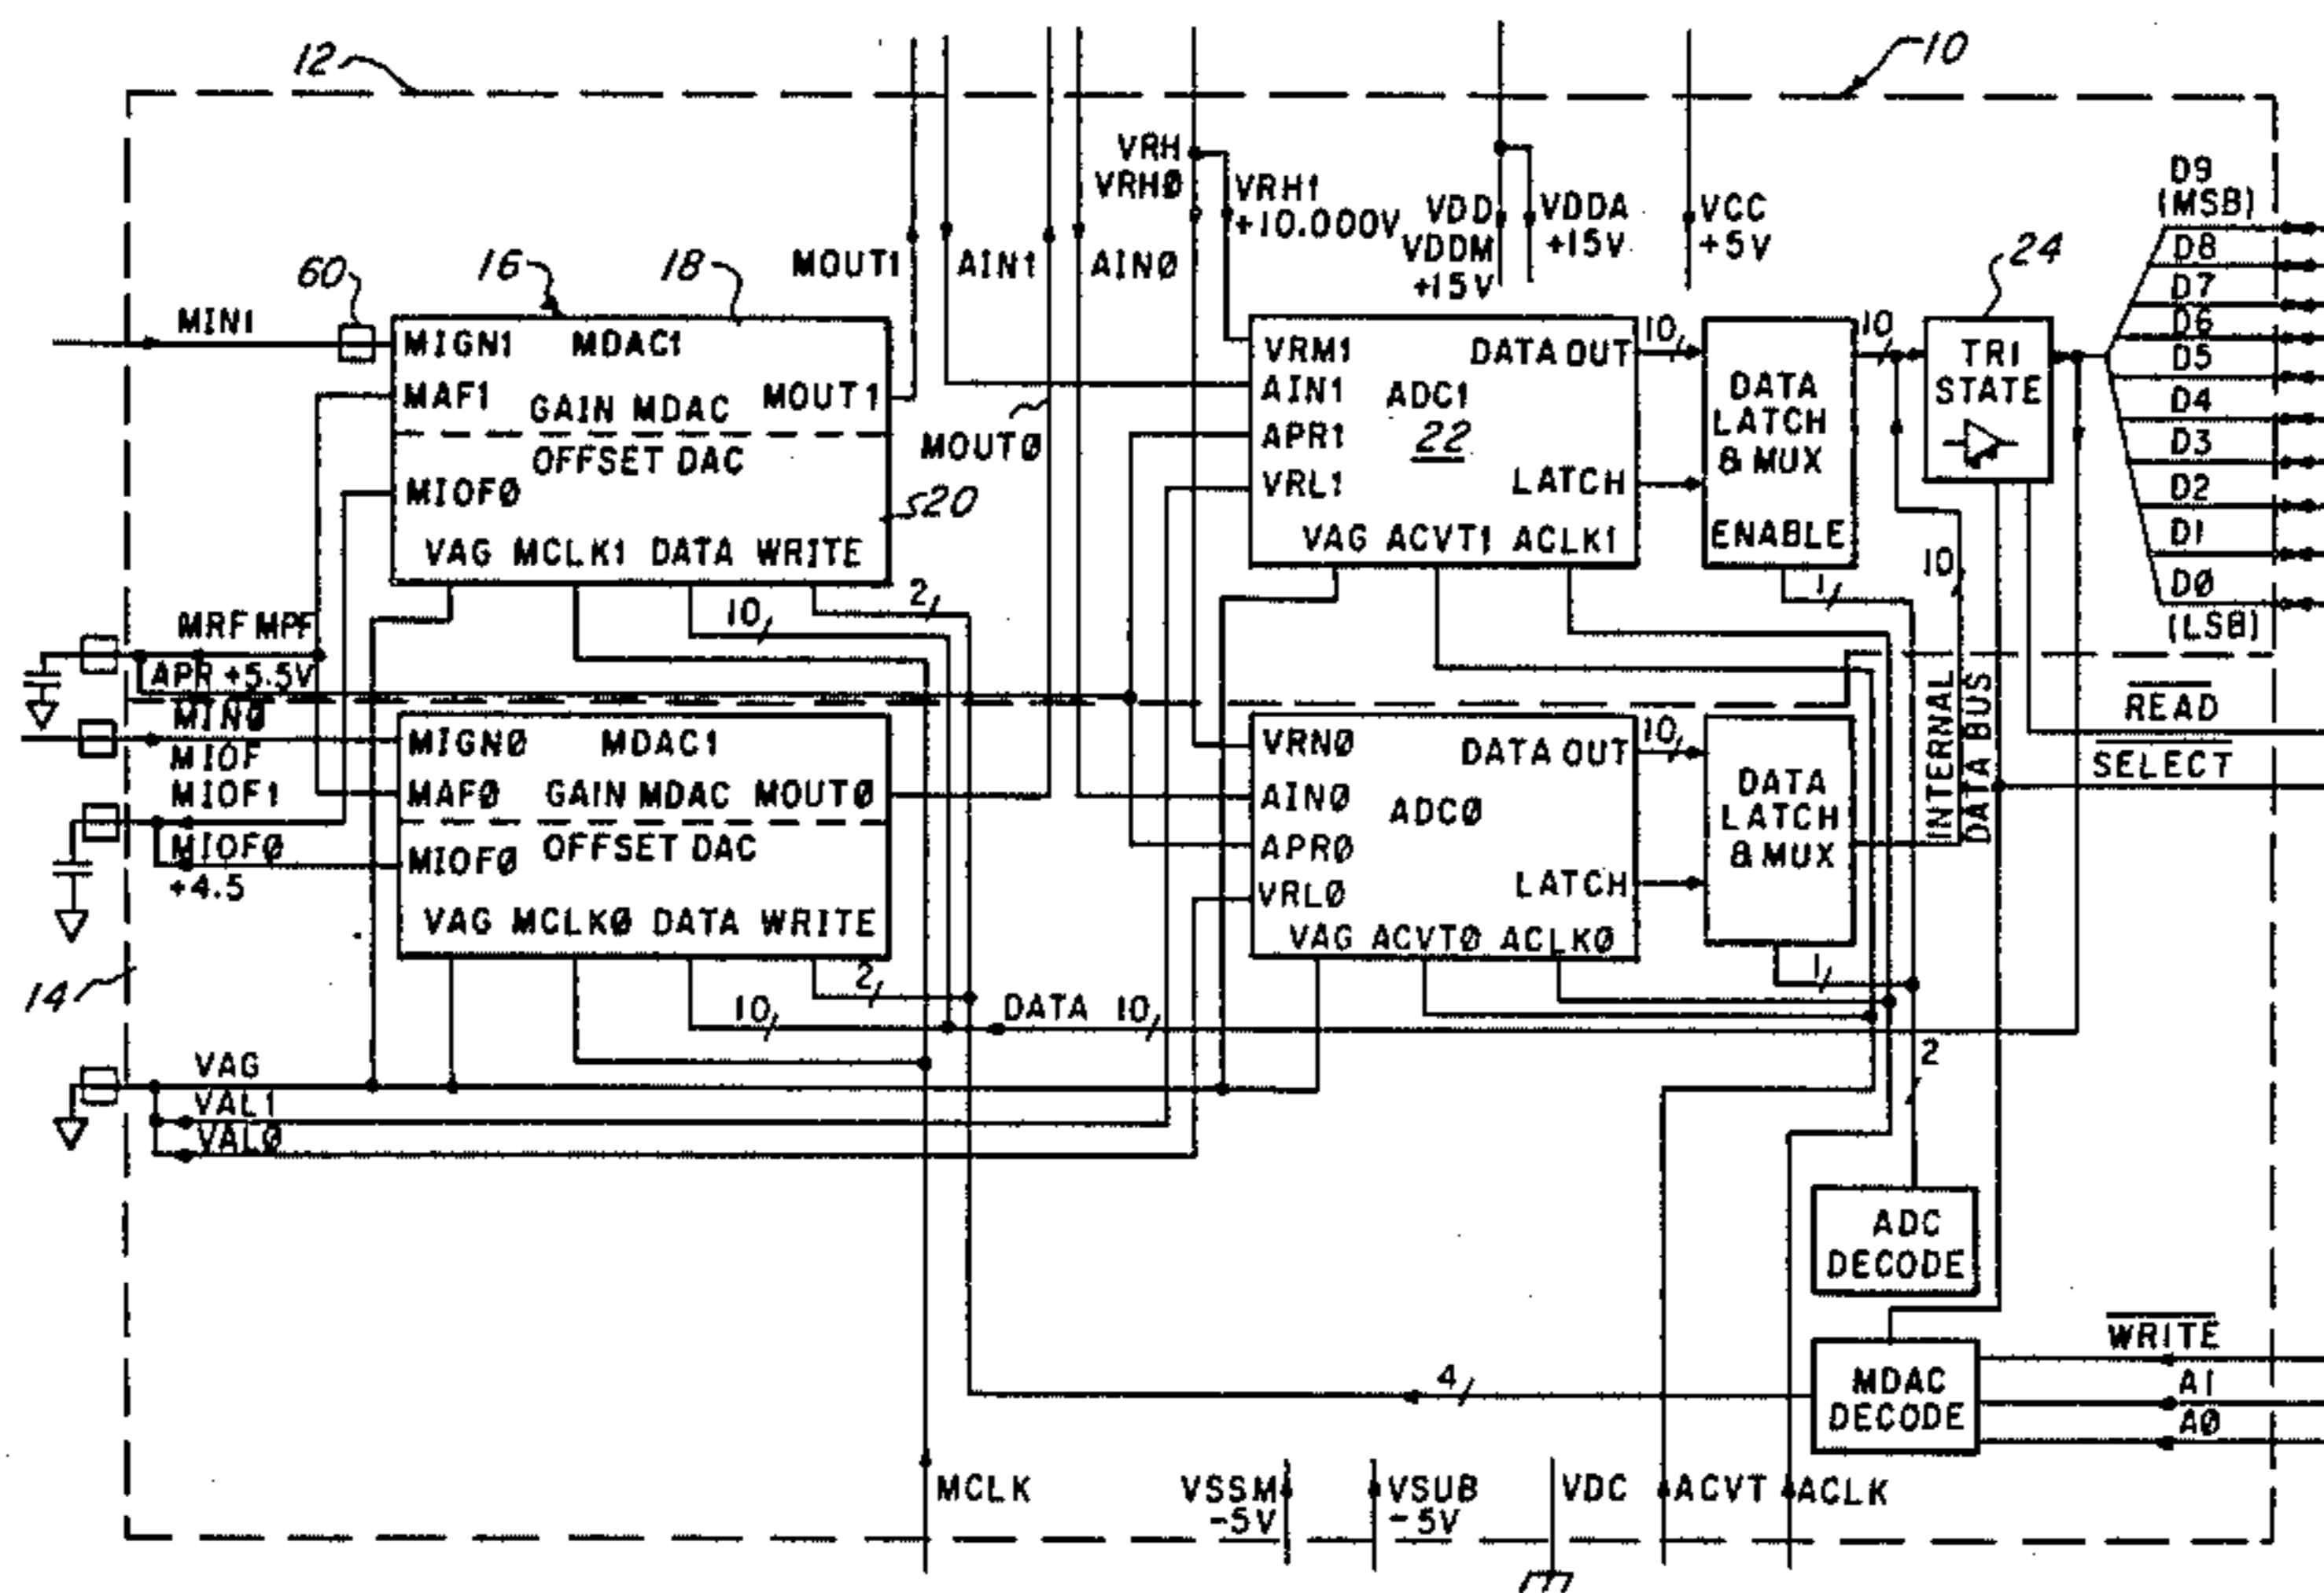 12
10
VRH
VRHØ
VRH1
+10.000V
VDD
VDDM
+15V
VDDA
+15V
VCC
+5V
D9
(MSB)
D8
D7
D6
D5
D4
D3
D2
D1
DØ
(LSB)
MIN1
60
16
18
MOUT1
AIN1
AINØ
24
MIGN1
MDAC1
MAF1
GAIN MDAC
MOUT1
OFFSET DAC
MIOFØ
20
VAG MCLK1 DATA WRITE
MOUTØ
VRM1
DATA OUT
AIN1
ADC1
APR1
22
VRL1
LATCH
VAG ACVT1 ACLK1
10
DATA
LATCH
& MUX
ENABLE
10
TRI
STATE
10
2
10
1
MRF MPF
APR +5.5V
MINØ
MIOF
MIOF1
MIOFØ
+4.5
MIGNØ
MDAC1
MAFØ
GAIN MDAC
MOUTØ
OFFSET DAC
MIOFØ
VAG MCLKØ DATA WRITE
VRNØ
DATA OUT
AINØ
ADCØ
APRØ
LATCH
VRLØ
VAG ACVTØ ACLKØ
10
DATA
LATCH
& MUX
INTERNAL
DATA BUS
READ
SELECT
14
2
10
DATA 10
1
2
VAG
VAL1
VALØ
ADC
DECODE
4
MDAC
DECODE
WRITE
A1
AØ
MCLK
VSSM
-5V
VSUB
-5V
VDC
ACVT
ACLK